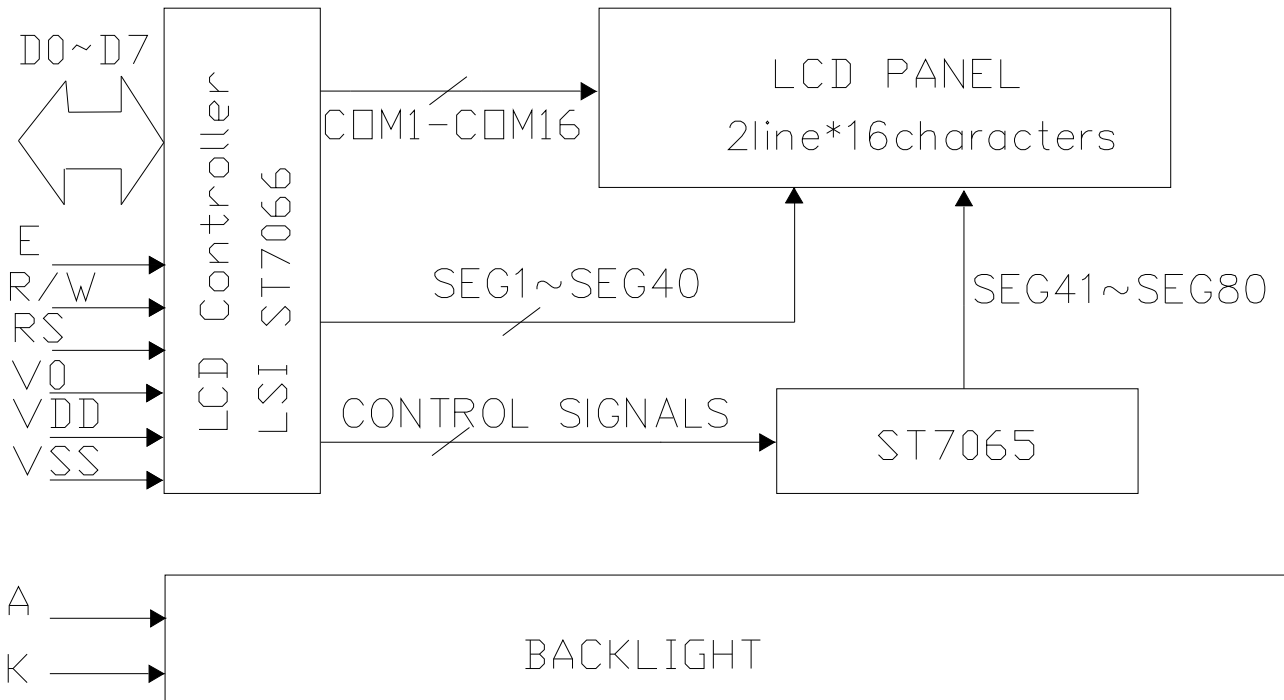 D0~D7
E
R/W
RS
V0
VDD
VSS
LCD Controller
LSI ST7066
COM1-COM16
LCD PANEL
2line*16characters
SEG1~SEG40
SEG41~SEG80
CONTROL SIGNALS
ST7065
A
K
BACKLIGHT